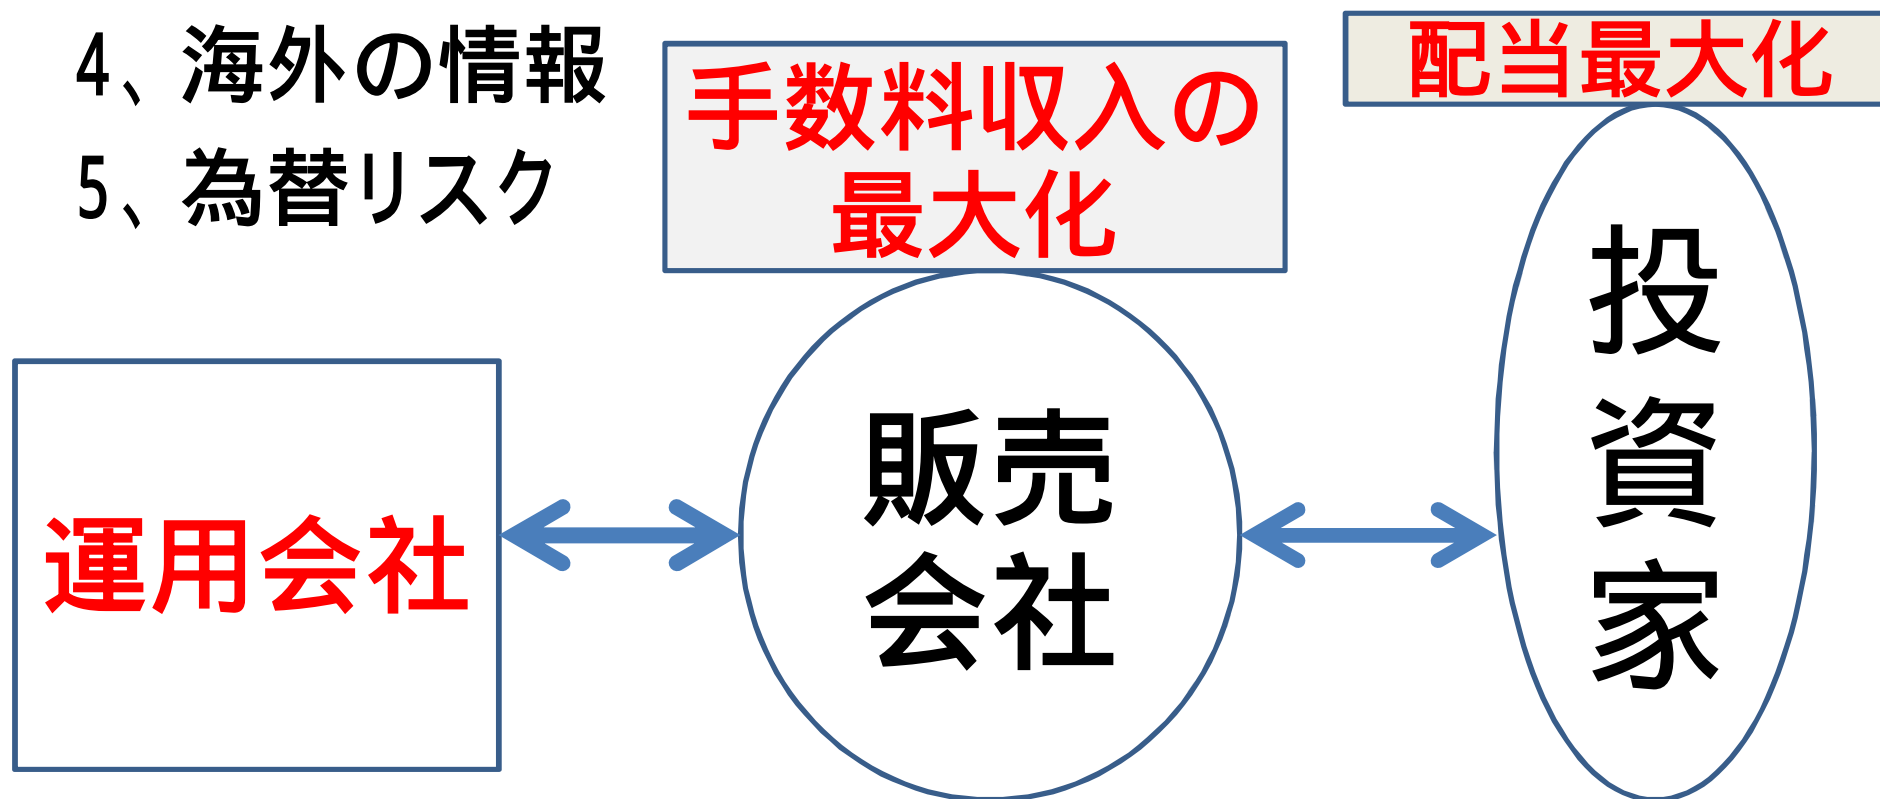 4、海外の情報
5、為替リスク
手数料収入の
最大化
配当最大化
運用会社
販売
会社
投
資
家